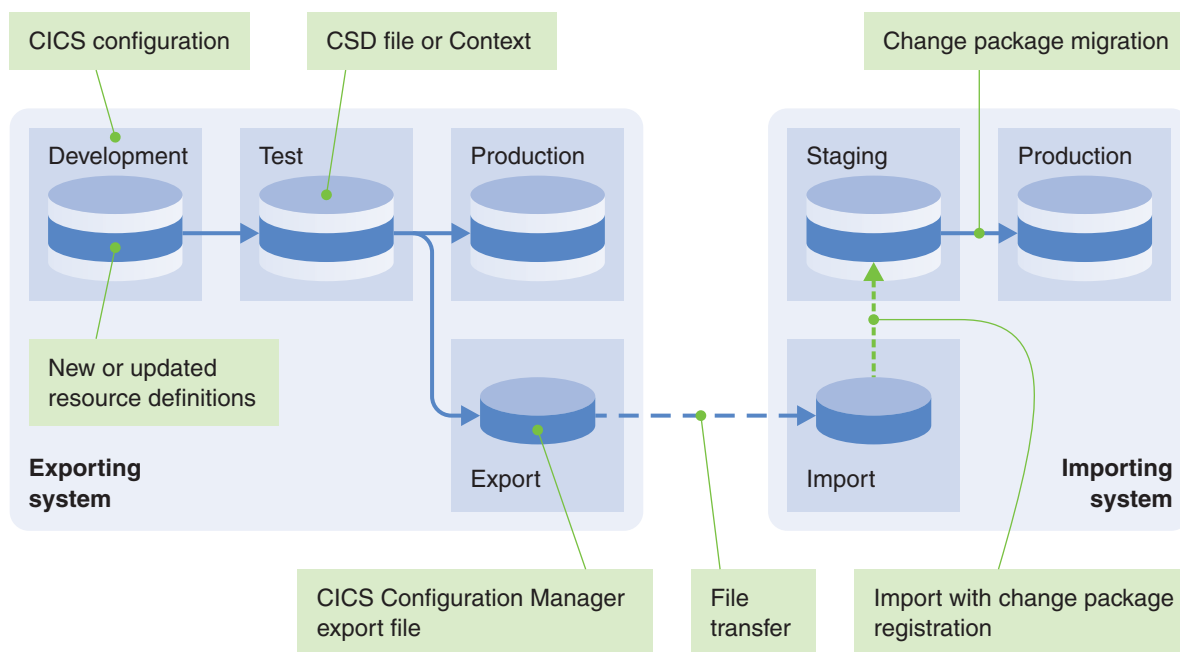 CICS configuration
CSD file or Context
Change package migration
Development
Test
Production
Staging
Production
New or updated
resource definitions
Exporting
system
Export
Import
Importing
system
CICS Configuration Manager
export file
File
transfer
Import with change package
registration